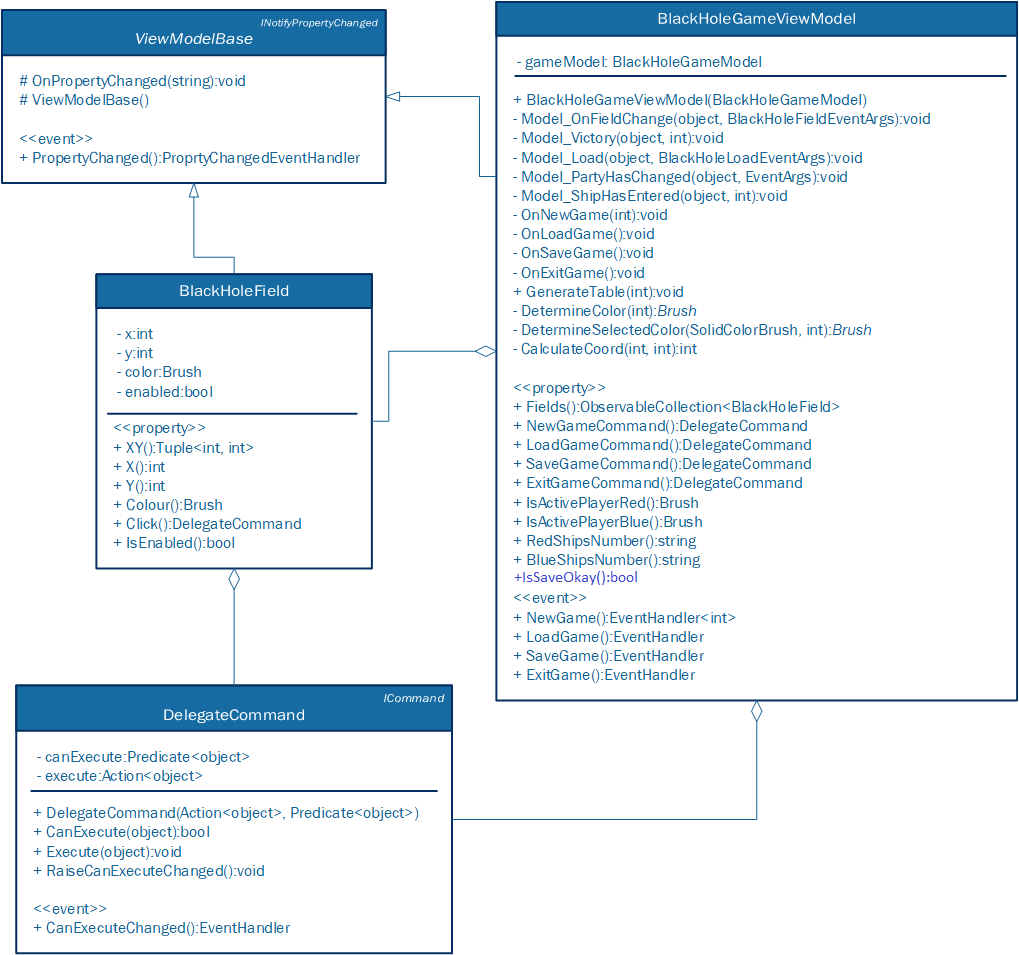 INotifyPropertyChanged
ViewModelBase
# OnPropertyChanged(string):void
# ViewModelBase()
<<event>>
+ PropertyChanged():ProprtyChangedEventHandler
BlackHoleField
- x:int
- y:int
- color:Brush
- enabled:bool
<<property>>
+ XY():Tuple<int, int>
+ X():int
+ Y():int
+ Colour():Brush
+ Click():DelegateCommand
+ IsEnabled():bool
ICommand
DelegateCommand
- canExecute:Predicate<object>
- execute:Action<object>
+ DelegateCommand(Action<object>, Predicate<object>)
+ CanExecute(object):bool
+ Execute(object):void
+ RaiseCanExecuteChanged():void
<<event>>
+ CanExecuteChanged():EventHandler
BlackHoleGameViewModel
- gameModel: BlackHoleGameModel
+ BlackHoleGameViewModel(BlackHoleGameModel)
- Model_OnFieldChange(object, BlackHoleFieldEventArgs):void
- Model_Victory(object, int):void
- Model_Load(object, BlackHoleLoadEventArgs):void
- Model_PartyHasChanged(object, EventArgs):void
- Model_ShipHasEntered(object, int):void
- OnNewGame(int):void
- OnLoadGame():void
- OnSaveGame():void
- OnExitGame():void
+ GenerateTable(int):void
- DetermineColor(int):Brush
- DetermineSelectedColor(SolidColorBrush, int):Brush
- CalculateCoord(int, int):int
<<property>>
+ Fields():ObservableCollection<BlackHoleField>
+ NewGameCommand():DelegateCommand
+ LoadGameCommand():DelegateCommand
+ SaveGameCommand():DelegateCommand
+ ExitGameCommand():DelegateCommand
+ IsActivePlayerRed():Brush
+ IsActivePlayerBlue():Brush
+ RedShipsNumber():string
+ BlueShipsNumber():string
+IsSaveOkay():bool
<<event>>
+ NewGame():EventHandler<int>
+ LoadGame():EventHandler
+ SaveGame():EventHandler
+ ExitGame():EventHandler